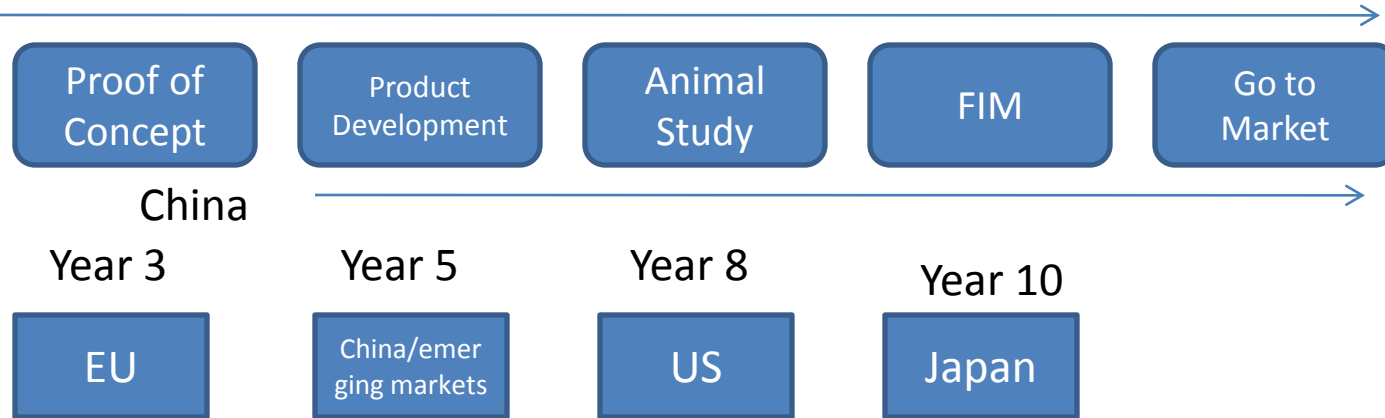 Proof of
Concept
Product
Development
Animal
Study
FIM
Go to
Market
China
Year 3
Year 5
Year 8
Year 10
EU
China/emer
ging markets
US
Japan